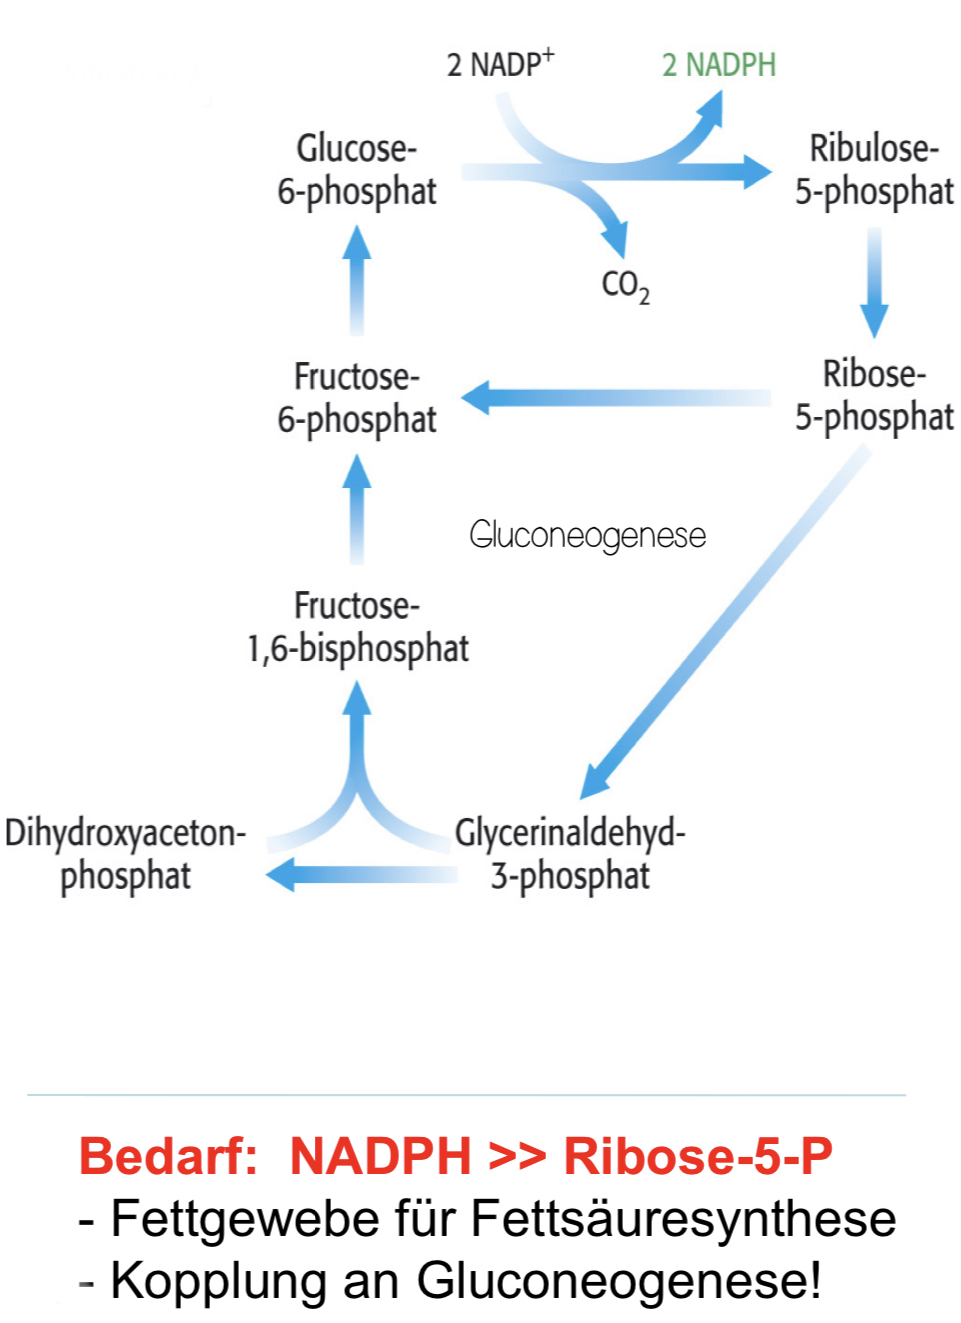 2 NADP⁺
2 NADPH
Glucose-
6-phosphat
Ribulose-
5-phosphat
CO₂
Fructose-
6-phosphat
Ribose-
5-phosphat
Gluconeogenese
Fructose-
1,6-bisphosphat
Dihydroxyaceton-
phosphat
Glycerinaldehyd-
3-phosphat
Bedarf: NADPH >> Ribose-5-P
- Fettgewebe für Fettsäuresynthese
- Kopplung an Gluconeogenese!